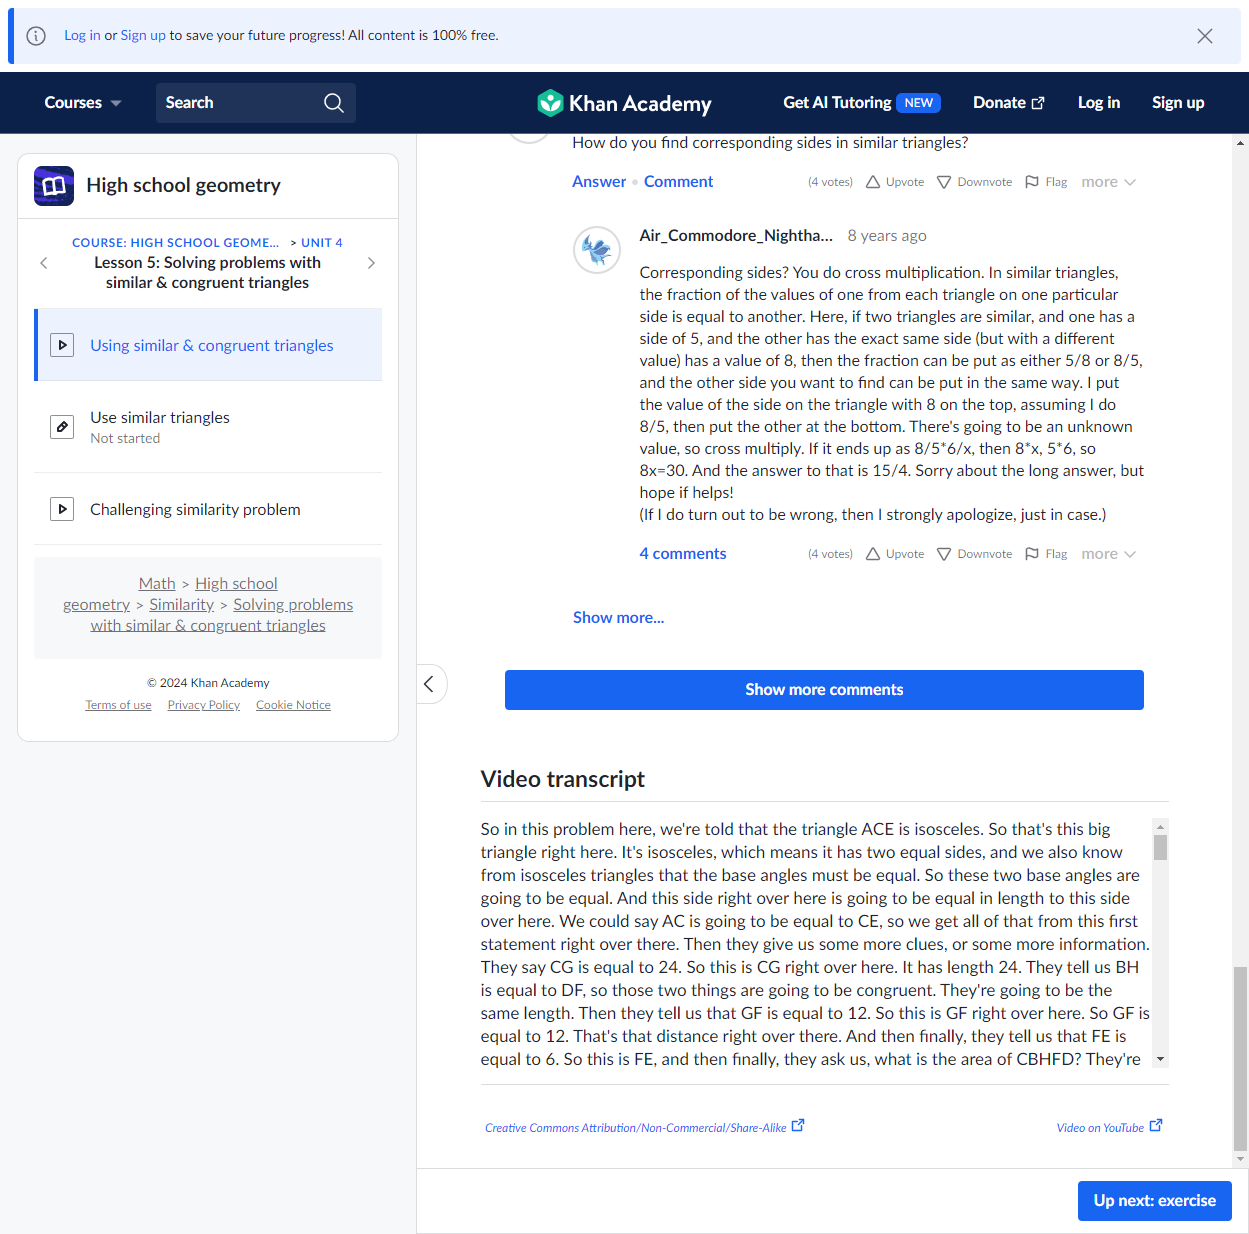 Log in or Sign up to save your future progress! All content is 100% free.
Courses
Search
Khan Academy
Get AI Tutoring NEW
Donate
Log in
Sign up
High school geometry
COURSE: HIGH SCHOOL GEOME... > UNIT 4
Lesson 5: Solving problems with
similar & congruent triangles
Using similar & congruent triangles
Use similar triangles
Not started
Challenging similarity problem
Math > High school
geometry > Similarity > Solving problems
with similar & congruent triangles
© 2024 Khan Academy
Terms of use Privacy Policy Cookie Notice
How do you find corresponding sides in similar triangles?
Answer • Comment (4 votes) Upvote Downvote Flag more
Air_Commodore_Nightha... 8 years ago
Corresponding sides? You do cross multiplication. In similar triangles,
the fraction of the values of one from each triangle on one particular
side is equal to another. Here, if two triangles are similar, and one has a
side of 5, and the other has the exact same side (but with a different
value) has a value of 8, then the fraction can be put as either 5/8 or 8/5,
and the other side you want to find can be put in the same way. I put
the value of the side on the triangle with 8 on the top, assuming I do
8/5, then put the other at the bottom. There's going to be an unknown
value, so cross multiply. If it ends up as 8/5*6/x, then 8*x, 5*6, so
8x=30. And the answer to that is 15/4. Sorry about the long answer, but
hope if helps!
(If I do turn out to be wrong, then I strongly apologize, just in case.)
4 comments (4 votes) Upvote Downvote Flag more
Show more...
Show more comments
Video transcript
So in this problem here, we're told that the triangle ACE is isosceles. So that's this big
triangle right here. It's isosceles, which means it has two equal sides, and we also know
from isosceles triangles that the base angles must be equal. So these two base angles are
going to be equal. And this side right over here is going to be equal in length to this side
over here. We could say AC is going to be equal to CE, so we get all of that from this first
statement right over there. Then they give us some more clues, or some more information.
They say CG is equal to 24. So this is CG right over here. It has length 24. They tell us BH
is equal to DF, so those two things are going to be congruent. They're going to be the
same length. Then they tell us that GF is equal to 12. So this is GF right over here. So GF is
equal to 12. That's that distance right over there. And then finally, they tell us that FE is
equal to 6. So this is FE, and then finally, they ask us, what is the area of CBHFD? They're
Creative Commons Attribution/Non-Commercial/Share-Alike
Video on YouTube
Up next: exercise